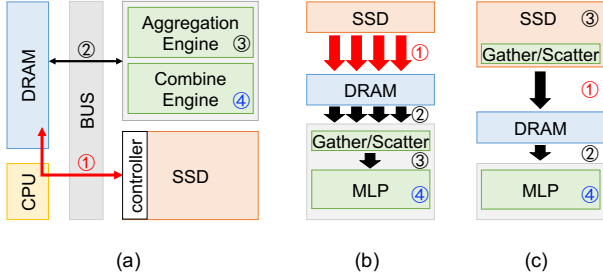 DRAM
CPU
BUS
②
①
Aggregation
Engine ③
Combine
Engine ④
controller
SSD
(a)
SSD
①
DRAM
②
Gather/Scatter
③
MLP
④
(b)
SSD ③
Gather/Scatter
①
DRAM
②
MLP
④
(c)